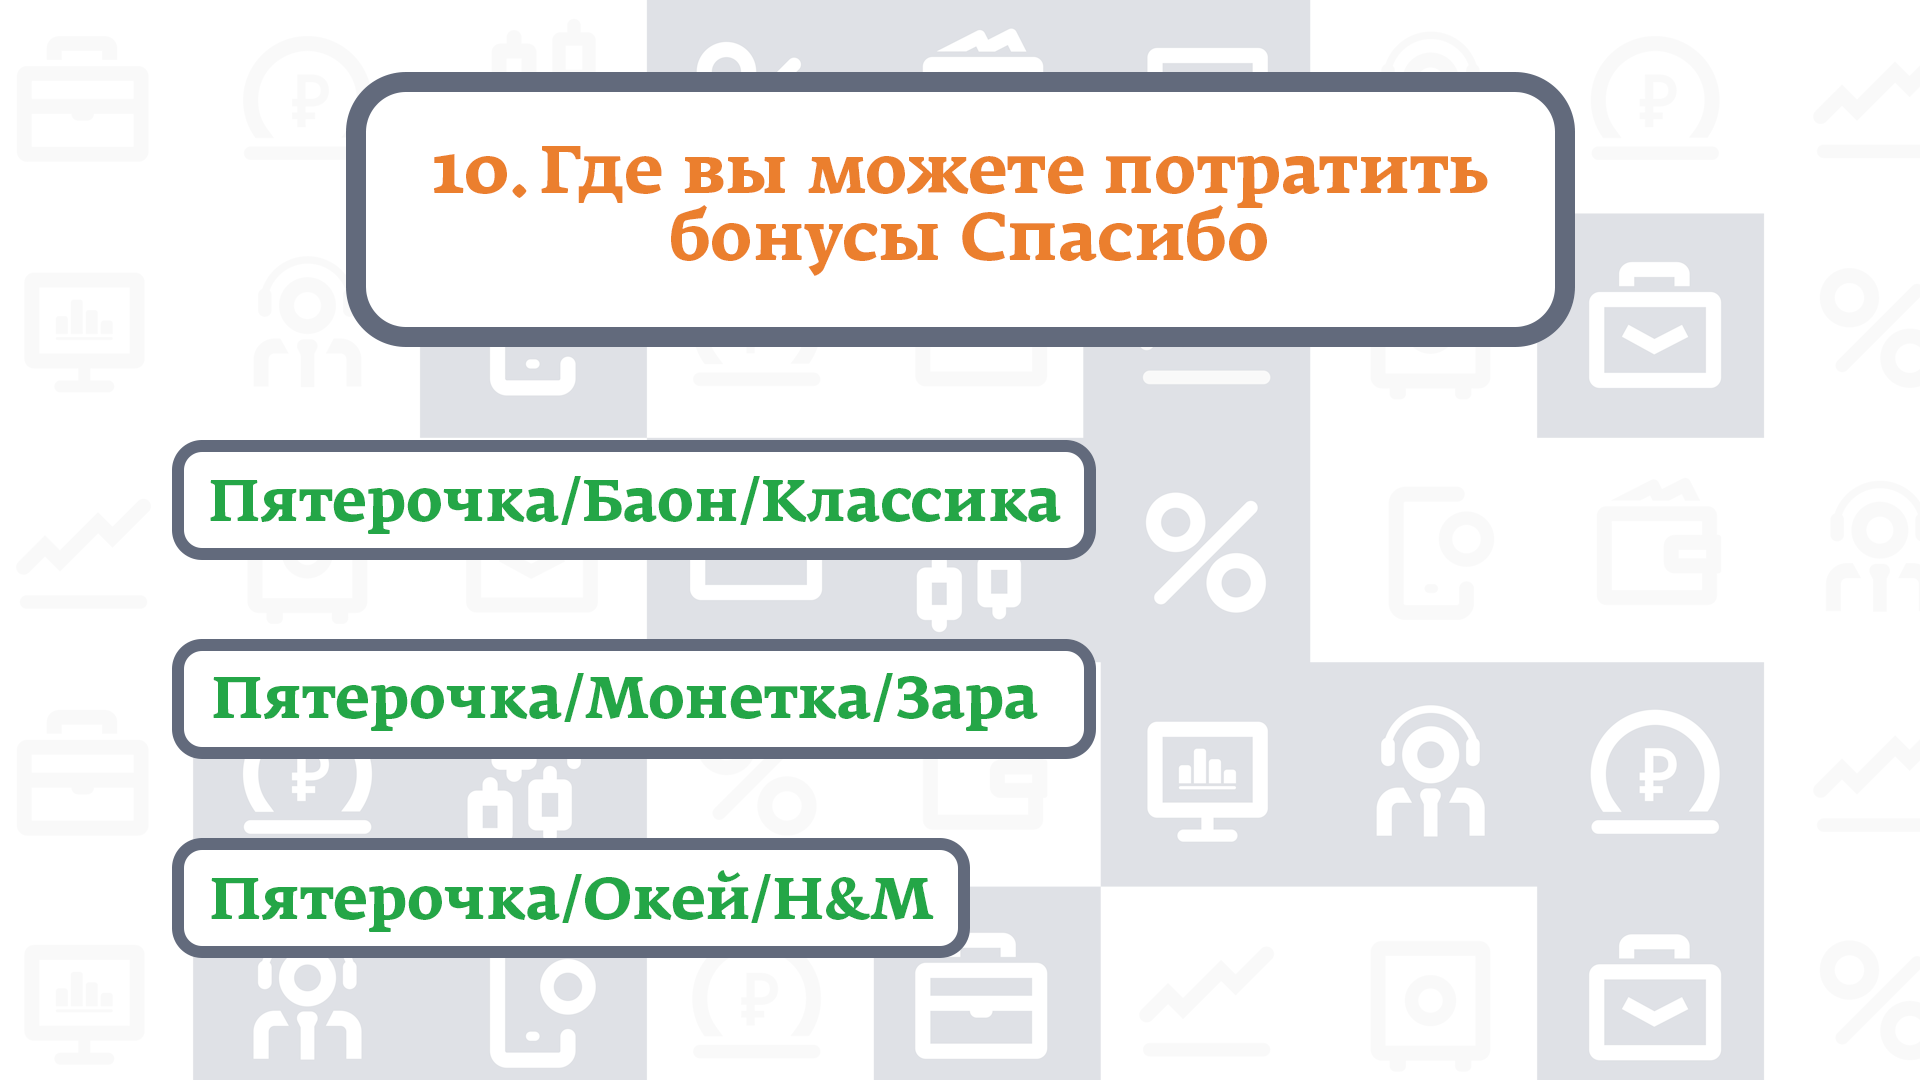 10. Где вы можете потратить
бонусы Спасибо
Пятерочка/Баон/Классика
Пятерочка/Монетка/Зара
Пятерочка/Окей/H&M